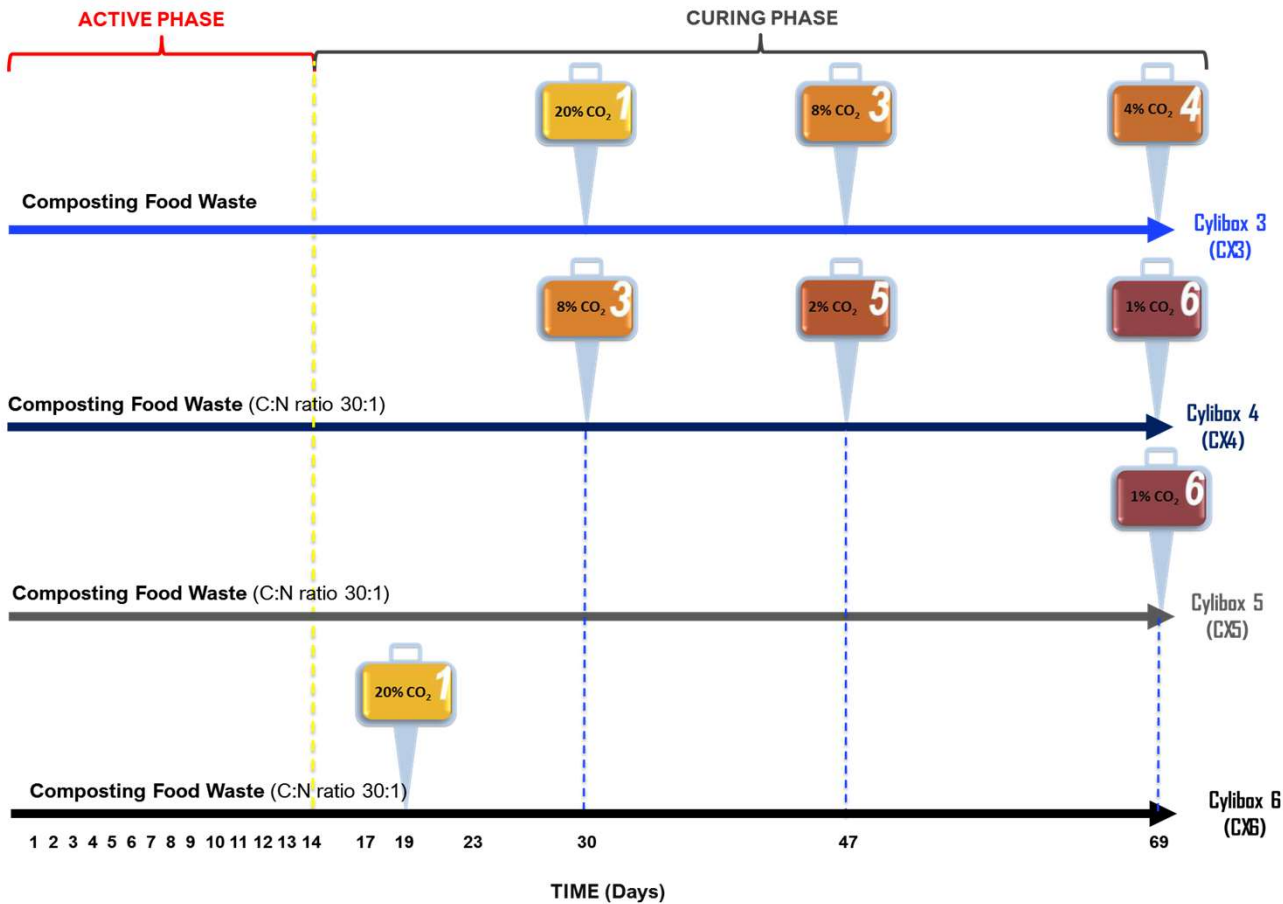 ACTIVE PHASE
CURING PHASE
20% CO₂ 1
8% CO₂ 3
4% CO₂ 4
Composting Food Waste
Cylibox 3
(CX3)
8% CO₂ 3
2% CO₂ 5
1% CO₂ 6
Composting Food Waste (C:N ratio 30:1)
Cylibox 4
(CX4)
1% CO₂ 6
Composting Food Waste (C:N ratio 30:1)
Cylibox 5
(CX5)
20% CO₂ 1
Composting Food Waste (C:N ratio 30:1)
Cylibox 6
(CX6)
1 2 3 4 5 6 7 8 9 10 11 12 13 14 17 19 23 30 47 69
TIME (Days)